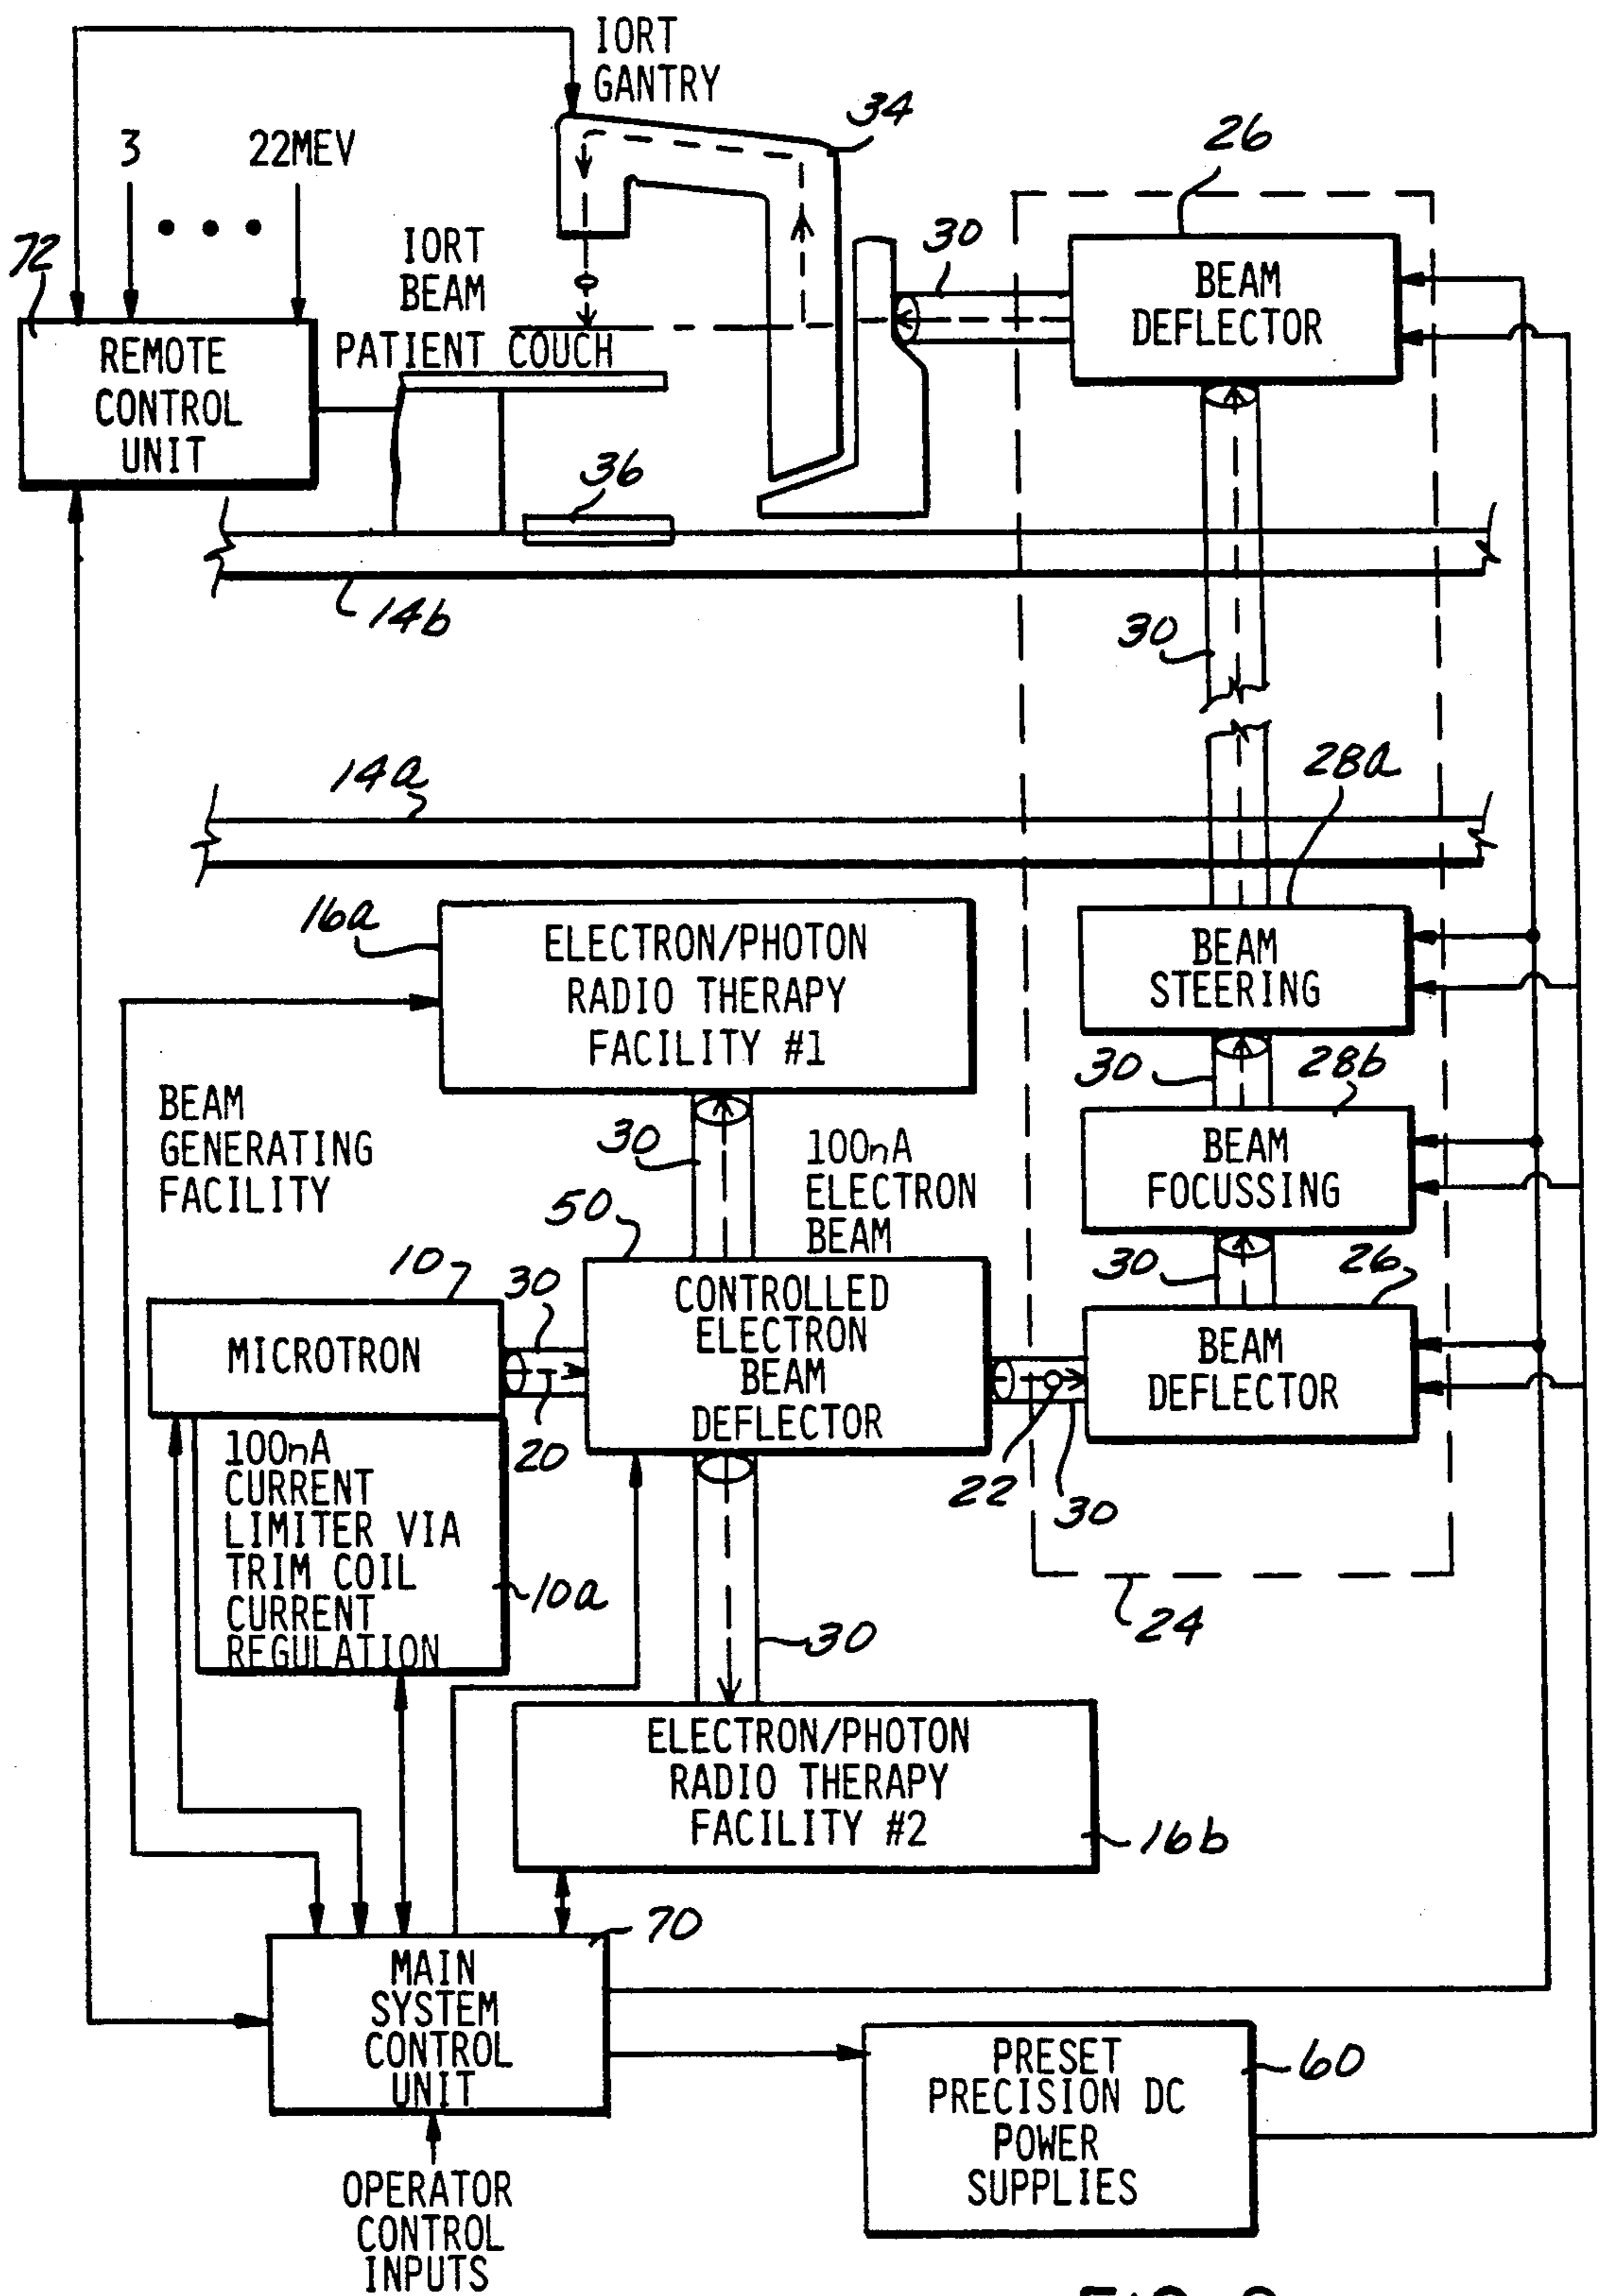 IORT
GANTRY
34
3 22MEV
26
72
IORT
BEAM
30
BEAM
DEFLECTOR
PATIENT COUCH
REMOTE
CONTROL
UNIT
36
14b
30
14a
28a
16a
ELECTRON/PHOTON
RADIO THERAPY
FACILITY #1
BEAM
STEERING
30
28b
BEAM
GENERATING
FACILITY
30
100nA
ELECTRON
BEAM
BEAM
FOCUSSING
50
10
30
30
26
MICROTRON
CONTROLLED
ELECTRON
BEAM
DEFLECTOR
BEAM
DEFLECTOR
20
22
30
100nA
CURRENT
LIMITER VIA
TRIM COIL
CURRENT
REGULATION
10a
24
30
ELECTRON/PHOTON
RADIO THERAPY
FACILITY #2
16b
70
MAIN
SYSTEM
CONTROL
UNIT
PRESET
PRECISION DC
POWER
SUPPLIES
60
OPERATOR
CONTROL
INPUTS